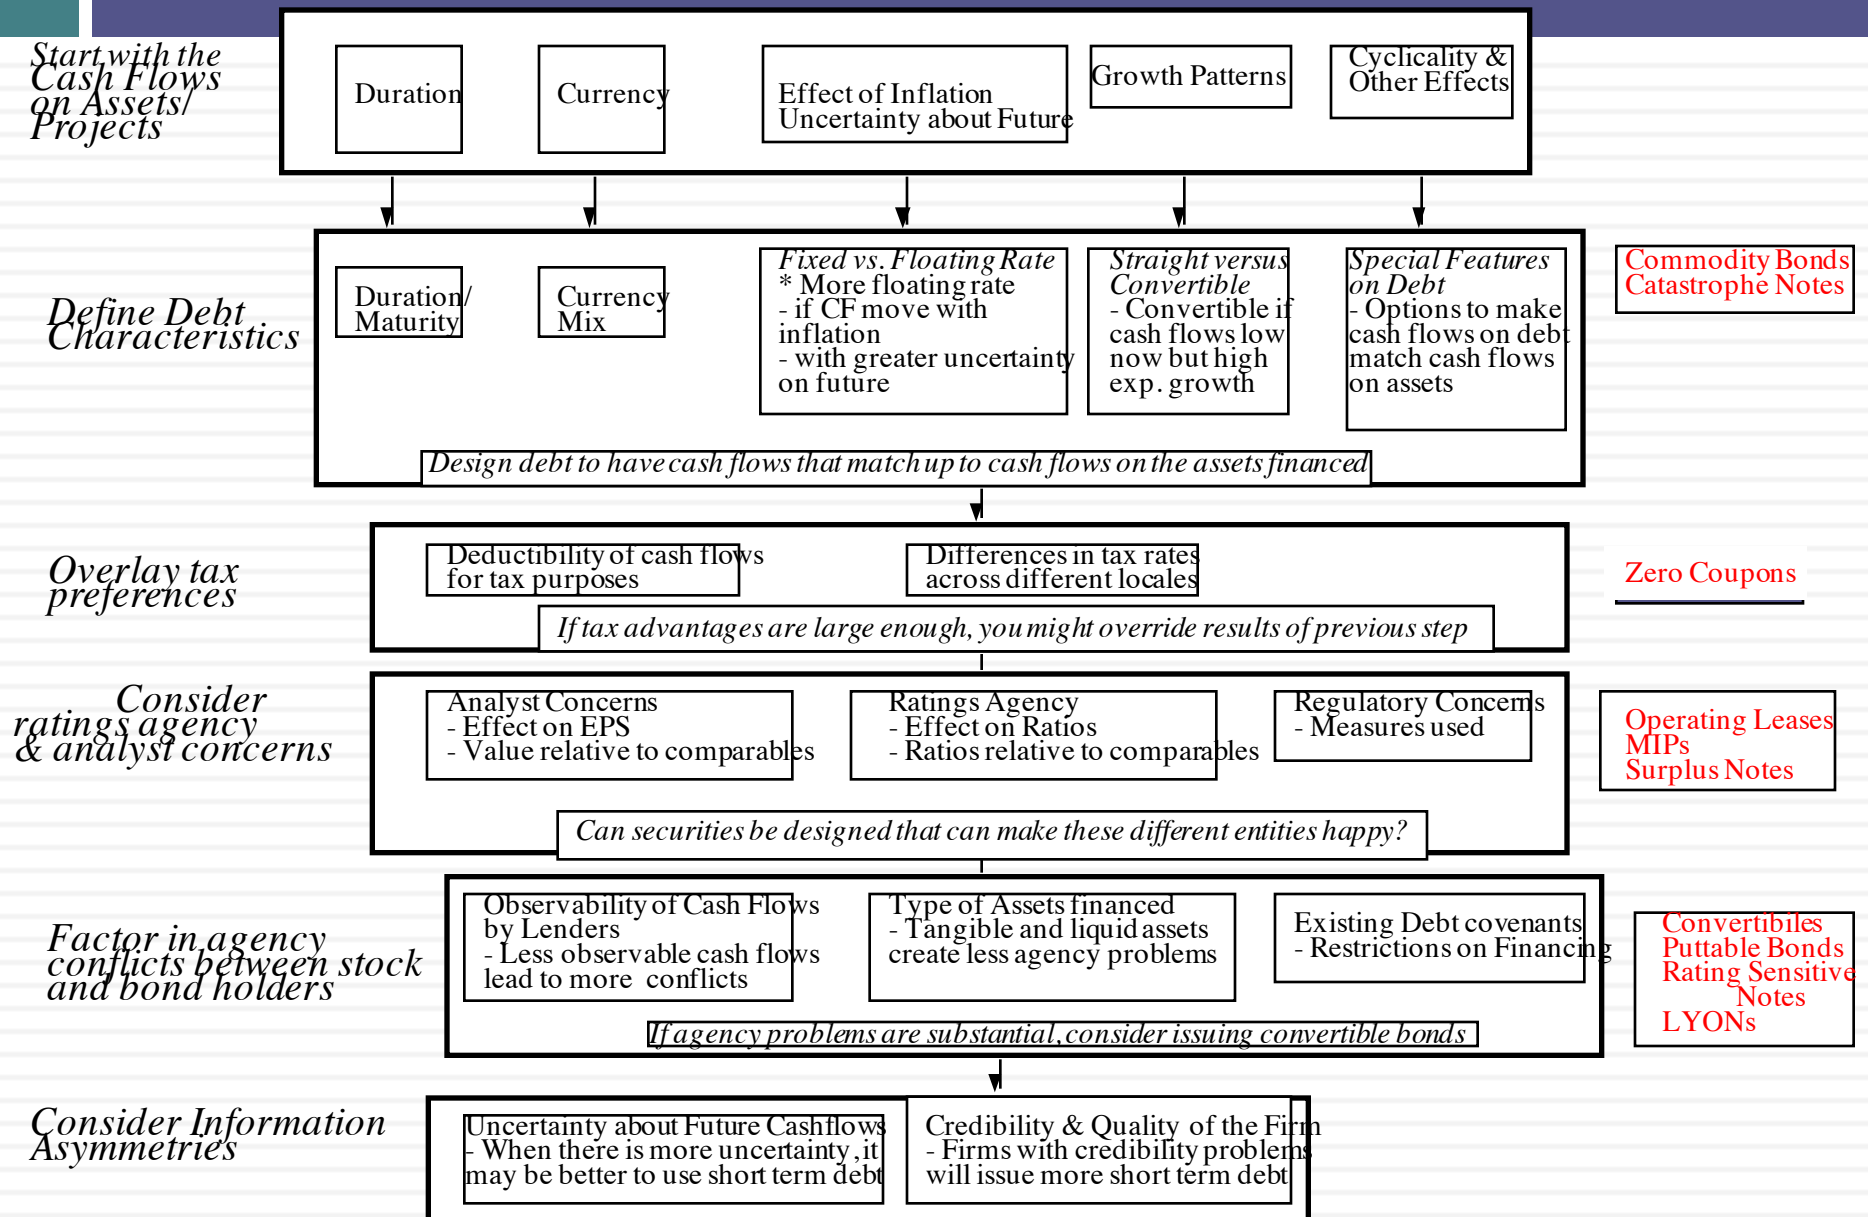 Start with the
Cash Flows
on Assets/
Projects
Duration
Currency
Effect of Inflation
Uncertainty about Future
Growth Patterns
Cyclicality &
Other Effects
Define Debt
Characteristics
Duration/
Maturity
Currency
Mix
Fixed vs. Floating Rate
* More floating rate
- if CF move with
inflation
- with greater uncertainty
on future
Straight versus
Convertible
- Convertible if
cash flows low
now but high
exp. growth
Special Features
on Debt
- Options to make
cash flows on debt
match cash flows
on assets
Commodity Bonds
Catastrophe Notes
Design debt to have cash flows that match up to cash flows on the assets financed
Overlay tax
preferences
Deductibility of cash flows
for tax purposes
Differences in tax rates
across different locales
Zero Coupons
If tax advantages are large enough, you might override results of previous step
Consider
ratings agency
& analyst concerns
Analyst Concerns
- Effect on EPS
- Value relative to comparables
Ratings Agency
- Effect on Ratios
- Ratios relative to comparables
Regulatory Concerns
- Measures used
Operating Leases
MIPs
Surplus Notes
Can securities be designed that can make these different entities happy?
Factor in agency
conflicts between stock
and bond holders
Observability of Cash Flows
by Lenders
- Less observable cash flows
lead to more conflicts
Type of Assets financed
- Tangible and liquid assets
create less agency problems
Existing Debt covenants
- Restrictions on Financing
Convertibiles
Puttable Bonds
Rating Sensitive
Notes
LYONs
If agency problems are substantial, consider issuing convertible bonds
Consider Information
Asymmetries
Uncertainty about Future Cashflows
- When there is more uncertainty, it
may be better to use short term debt
Credibility & Quality of the Firm
- Firms with credibility problems
will issue more short term debt